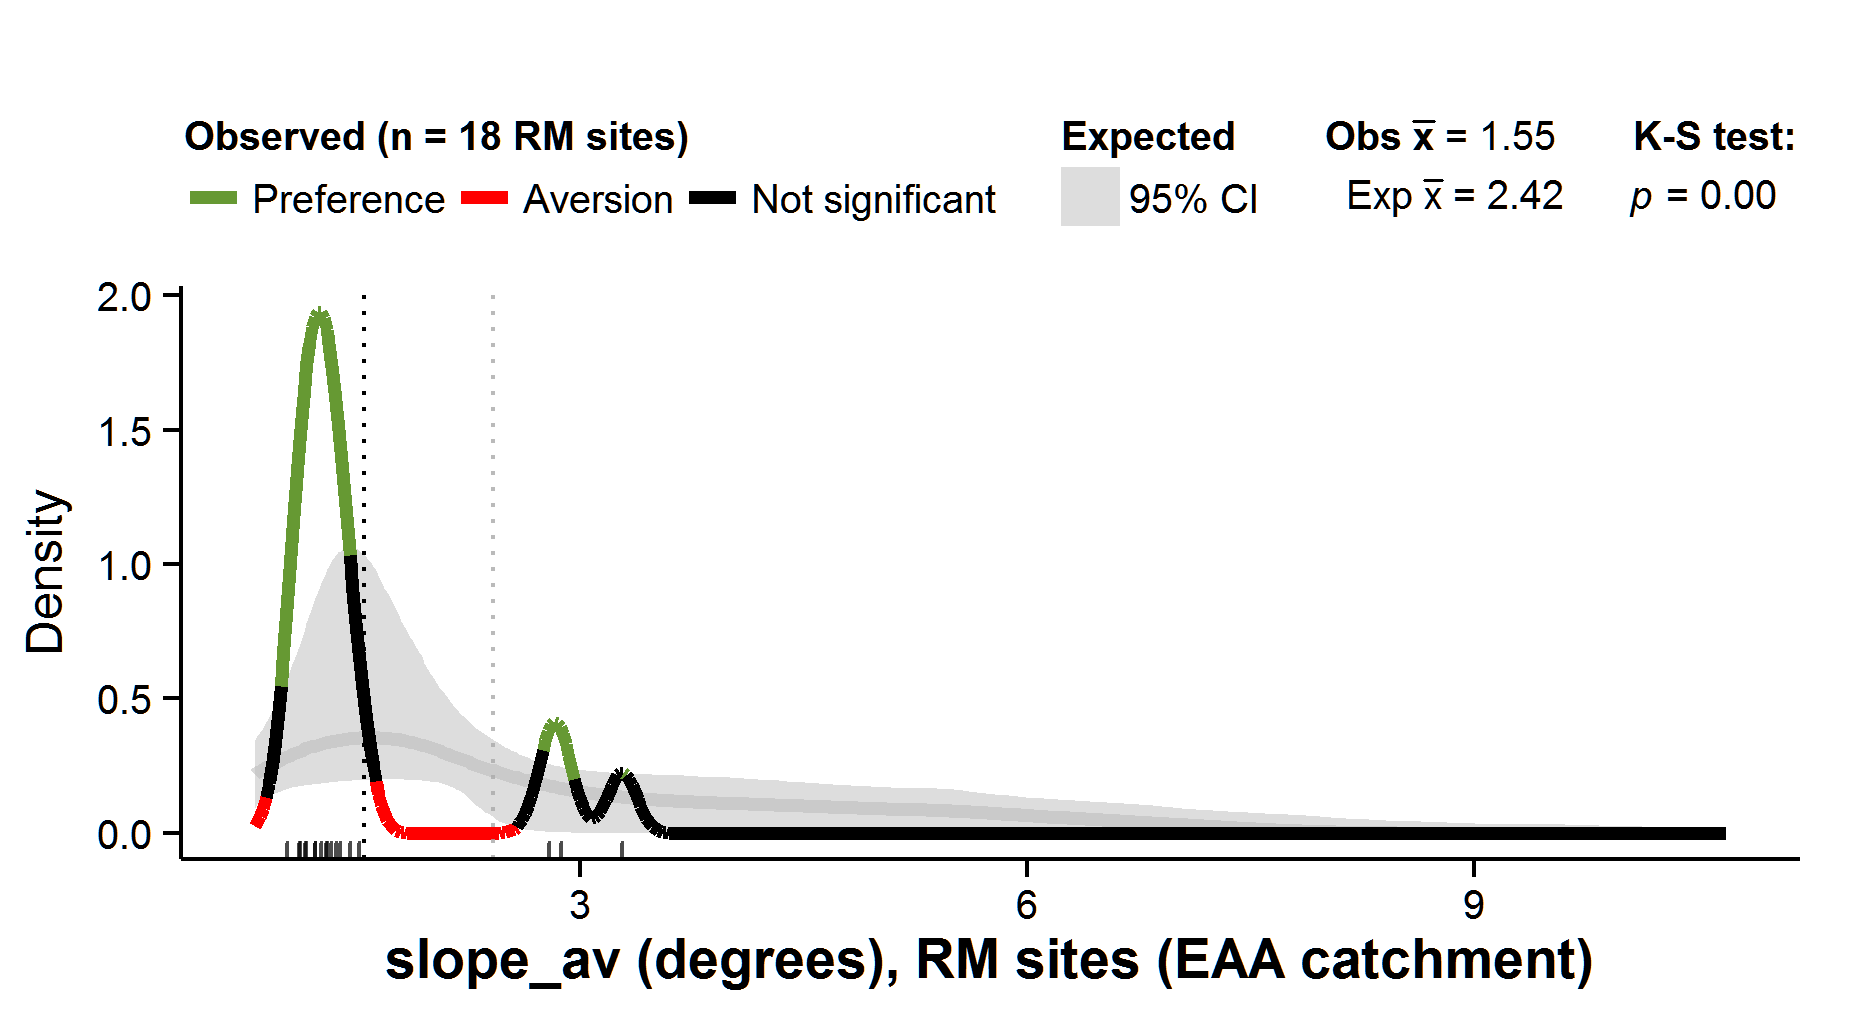 Observed (n = 18 RM sites) Expected Obs x̅ = 1.55 K-S test:
Preference Aversion Not significant 95% CI Exp x̅ = 2.42 p = 0.00
2.0
1.5
1.0
0.5
0.0
Density
3 6 9
slope_av (degrees), RM sites (EAA catchment)